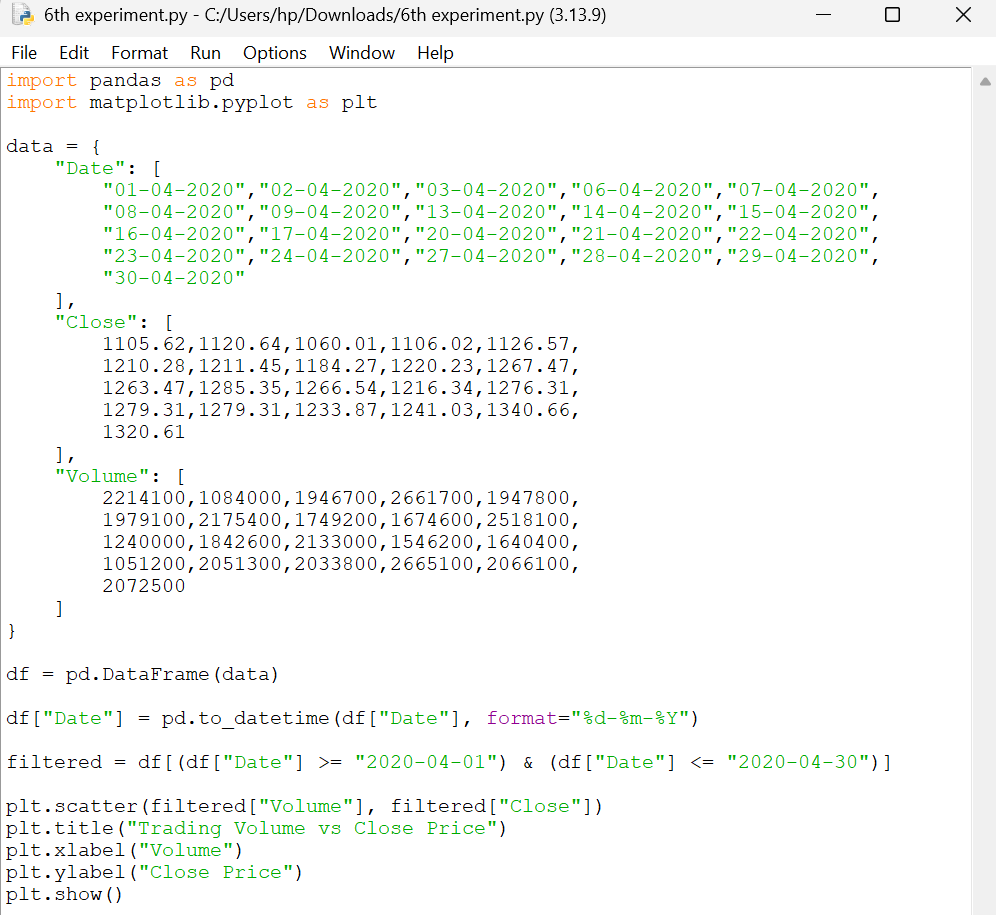 6th experiment.py - C:/Users/hp/Downloads/6th experiment.py (3.13.9)
File Edit Format Run Options Window Help
import pandas as pd
import matplotlib.pyplot as plt

data = {
    "Date": [
        "01-04-2020","02-04-2020","03-04-2020","06-04-2020","07-04-2020",
        "08-04-2020","09-04-2020","13-04-2020","14-04-2020","15-04-2020",
        "16-04-2020","17-04-2020","20-04-2020","21-04-2020","22-04-2020",
        "23-04-2020","24-04-2020","27-04-2020","28-04-2020","29-04-2020",
        "30-04-2020"
    ],
    "Close": [
        1105.62,1120.64,1060.01,1106.02,1126.57,
        1210.28,1211.45,1184.27,1220.23,1267.47,
        1263.47,1285.35,1266.54,1216.34,1276.31,
        1279.31,1279.31,1233.87,1241.03,1340.66,
        1320.61
    ],
    "Volume": [
        2214100,1084000,1946700,2661700,1947800,
        1979100,2175400,1749200,1674600,2518100,
        1240000,1842600,2133000,1546200,1640400,
        1051200,2051300,2033800,2665100,2066100,
        2072500
    ]
}

df = pd.DataFrame(data)

df["Date"] = pd.to_datetime(df["Date"], format="%d-%m-%Y")

filtered = df[(df["Date"] >= "2020-04-01") & (df["Date"] <= "2020-04-30")]

plt.scatter(filtered["Volume"], filtered["Close"])
plt.title("Trading Volume vs Close Price")
plt.xlabel("Volume")
plt.ylabel("Close Price")
plt.show()